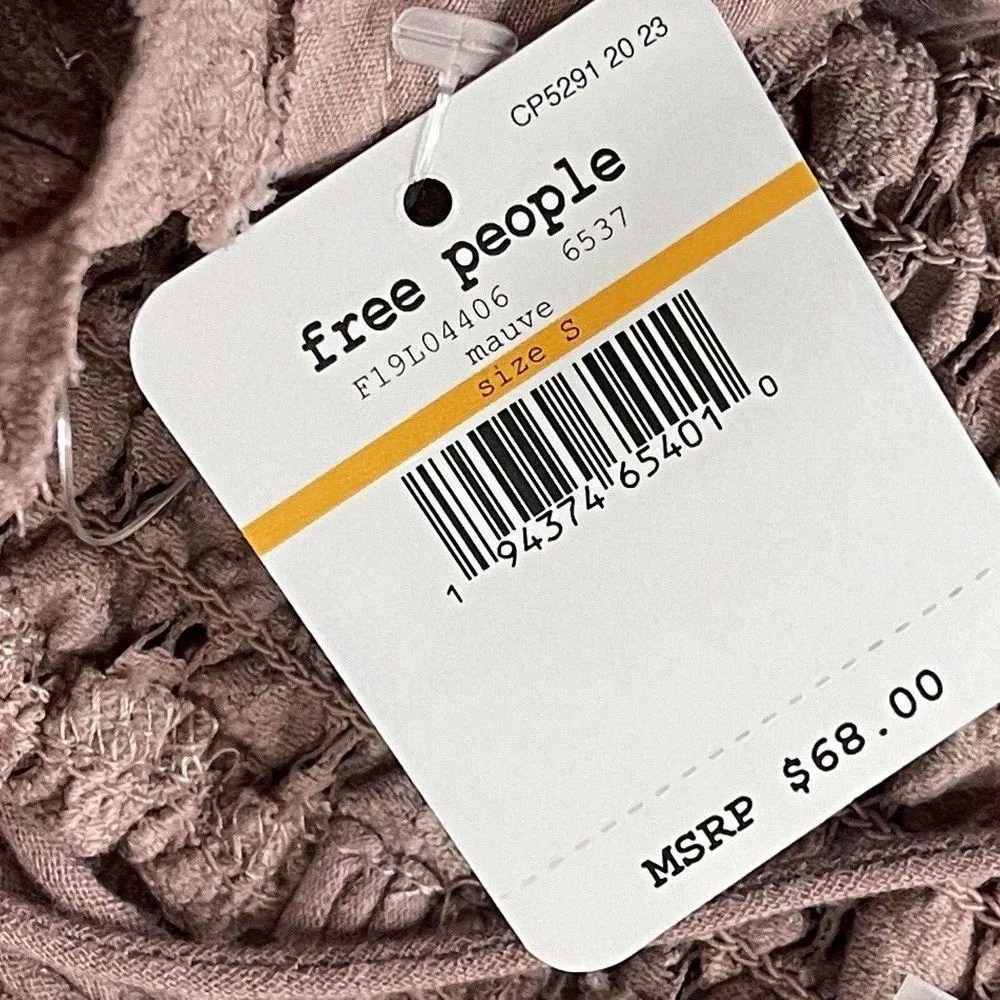 CP5291 20 23
free people
F19L04406 6537
mauve
size S
1 94374 65401 0
MSRP $68.00